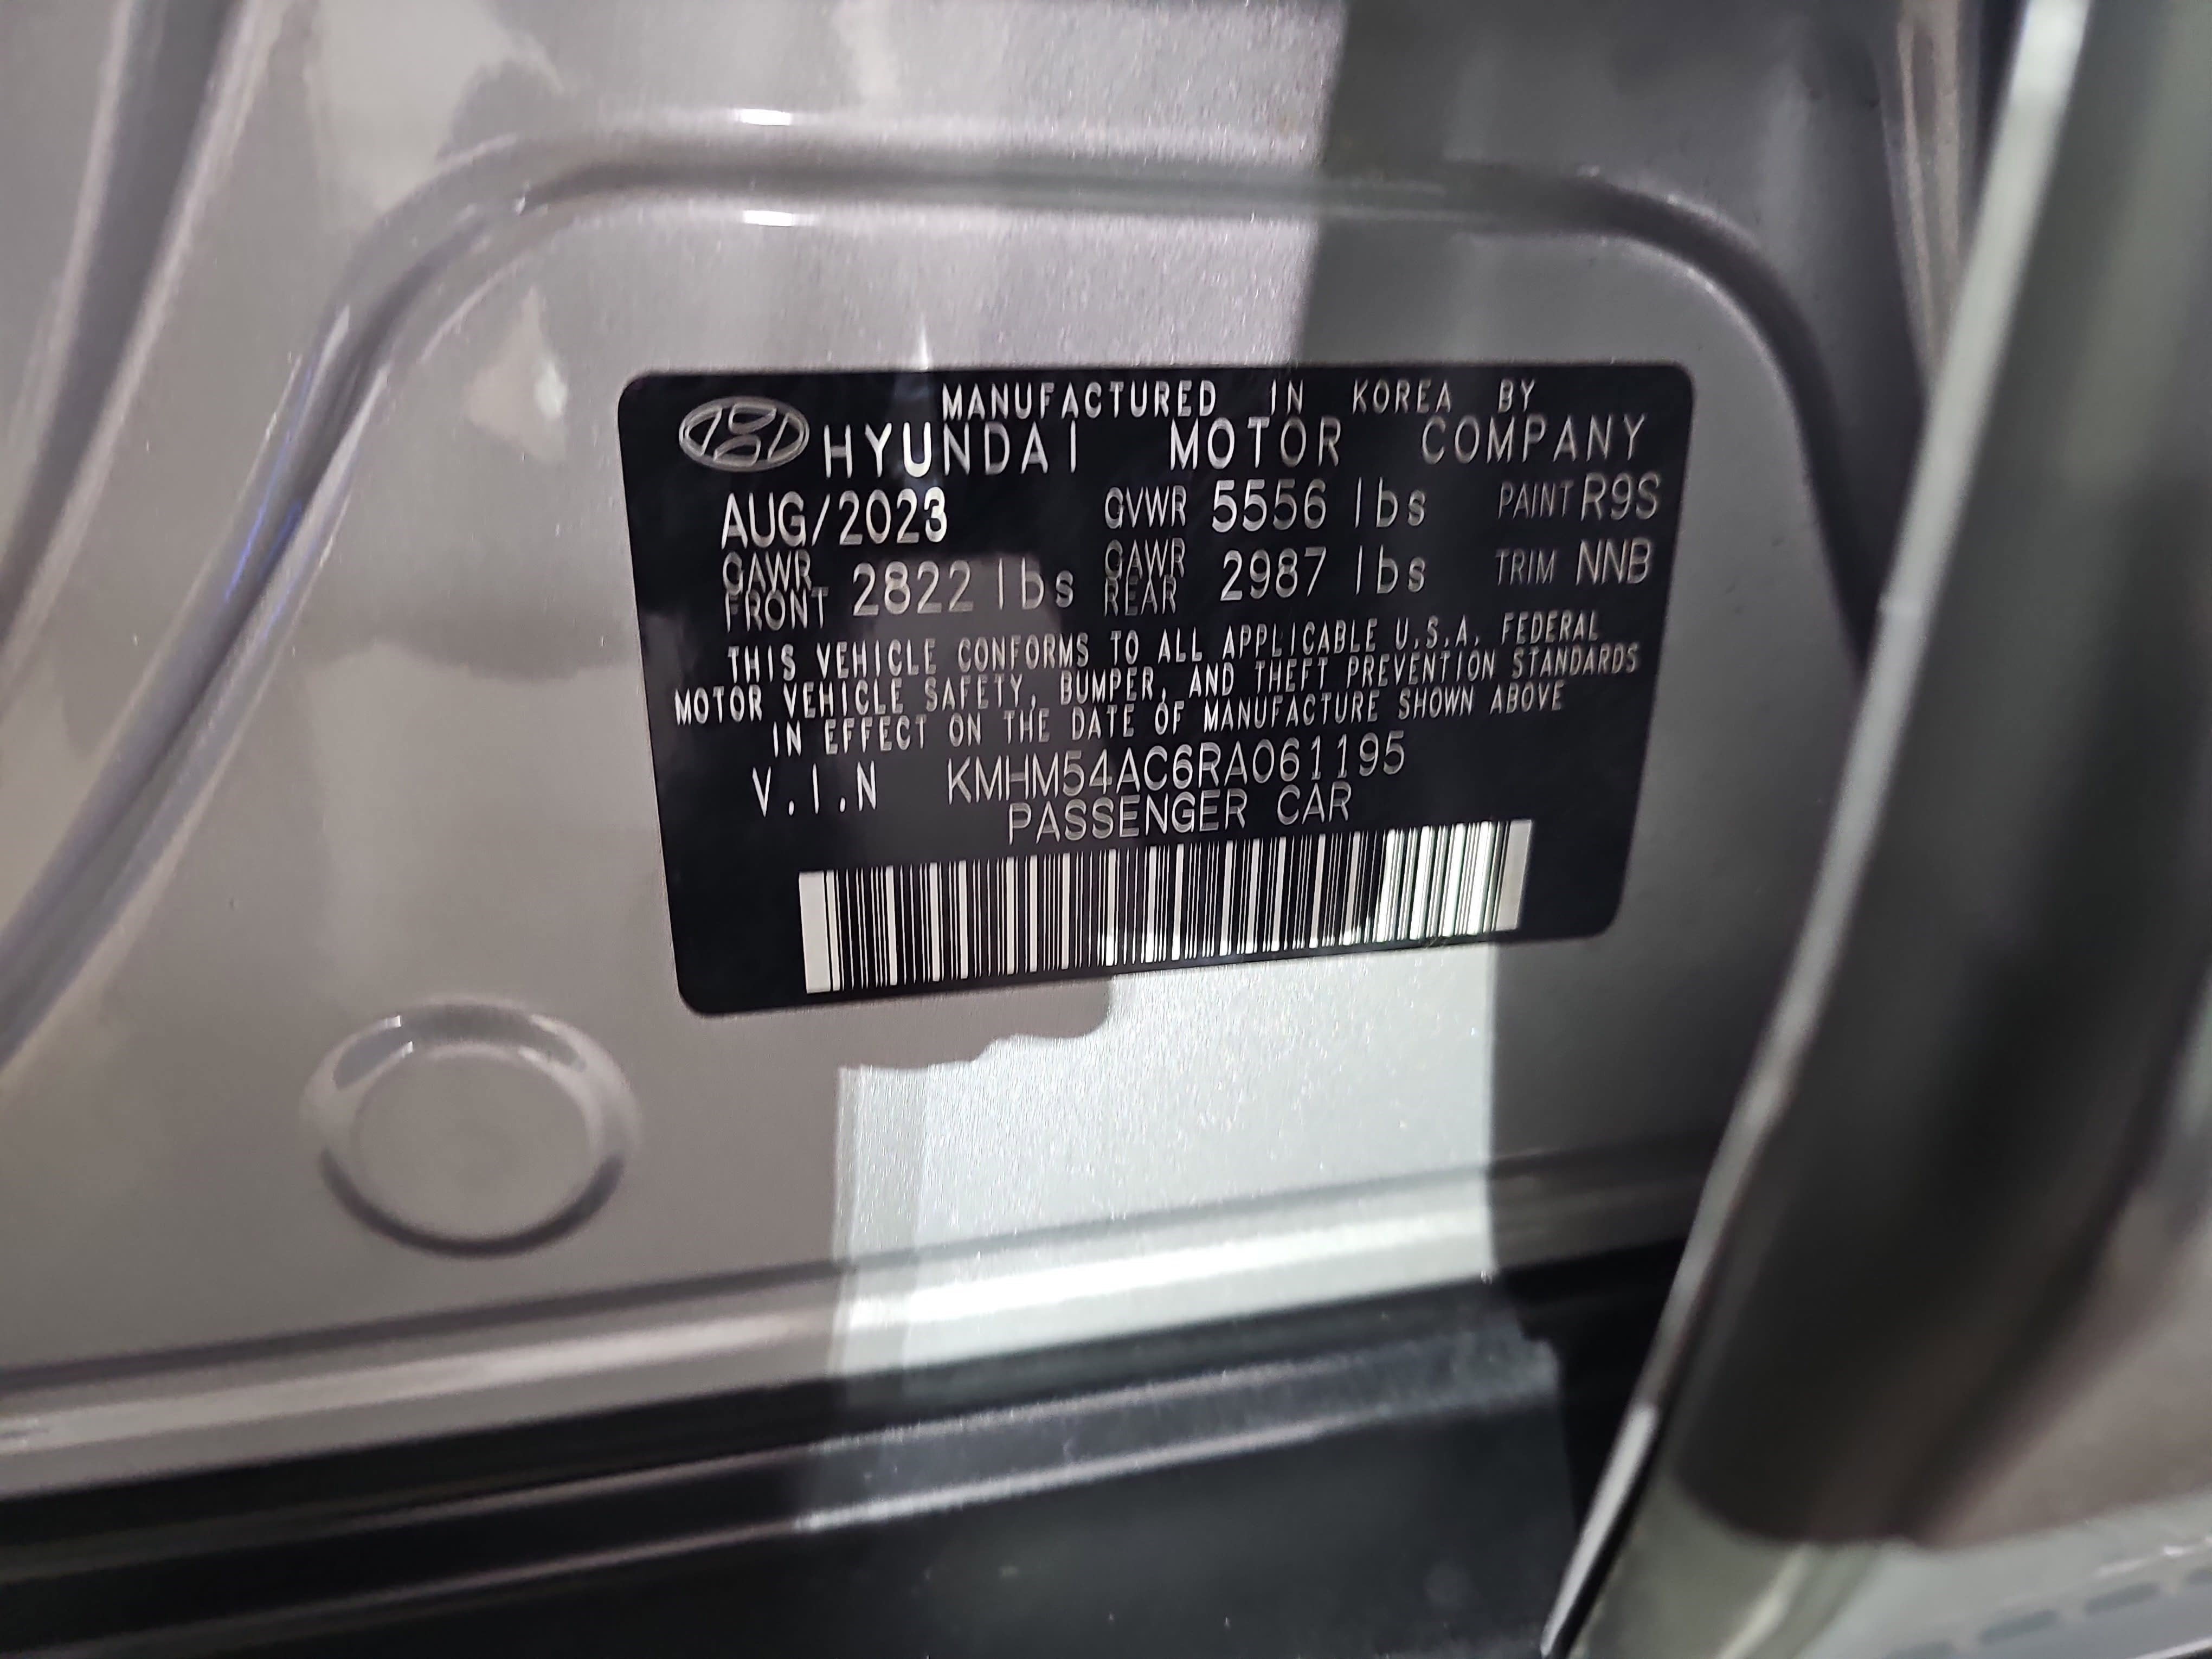 MANUFACTURED IN KOREA BY
HYUNDAI MOTOR COMPANY
AUG/2023 GVWR 5556 lbs PAINT R9S
GAWR FRONT 2822 lbs GAWR REAR 2987 lbs TRIM NNB
THIS VEHICLE CONFORMS TO ALL APPLICABLE U.S.A. FEDERAL
MOTOR VEHICLE SAFETY, BUMPER, AND THEFT PREVENTION STANDARDS
IN EFFECT ON THE DATE OF MANUFACTURE SHOWN ABOVE
V.I.N KMHM54AC6RA061195
PASSENGER CAR